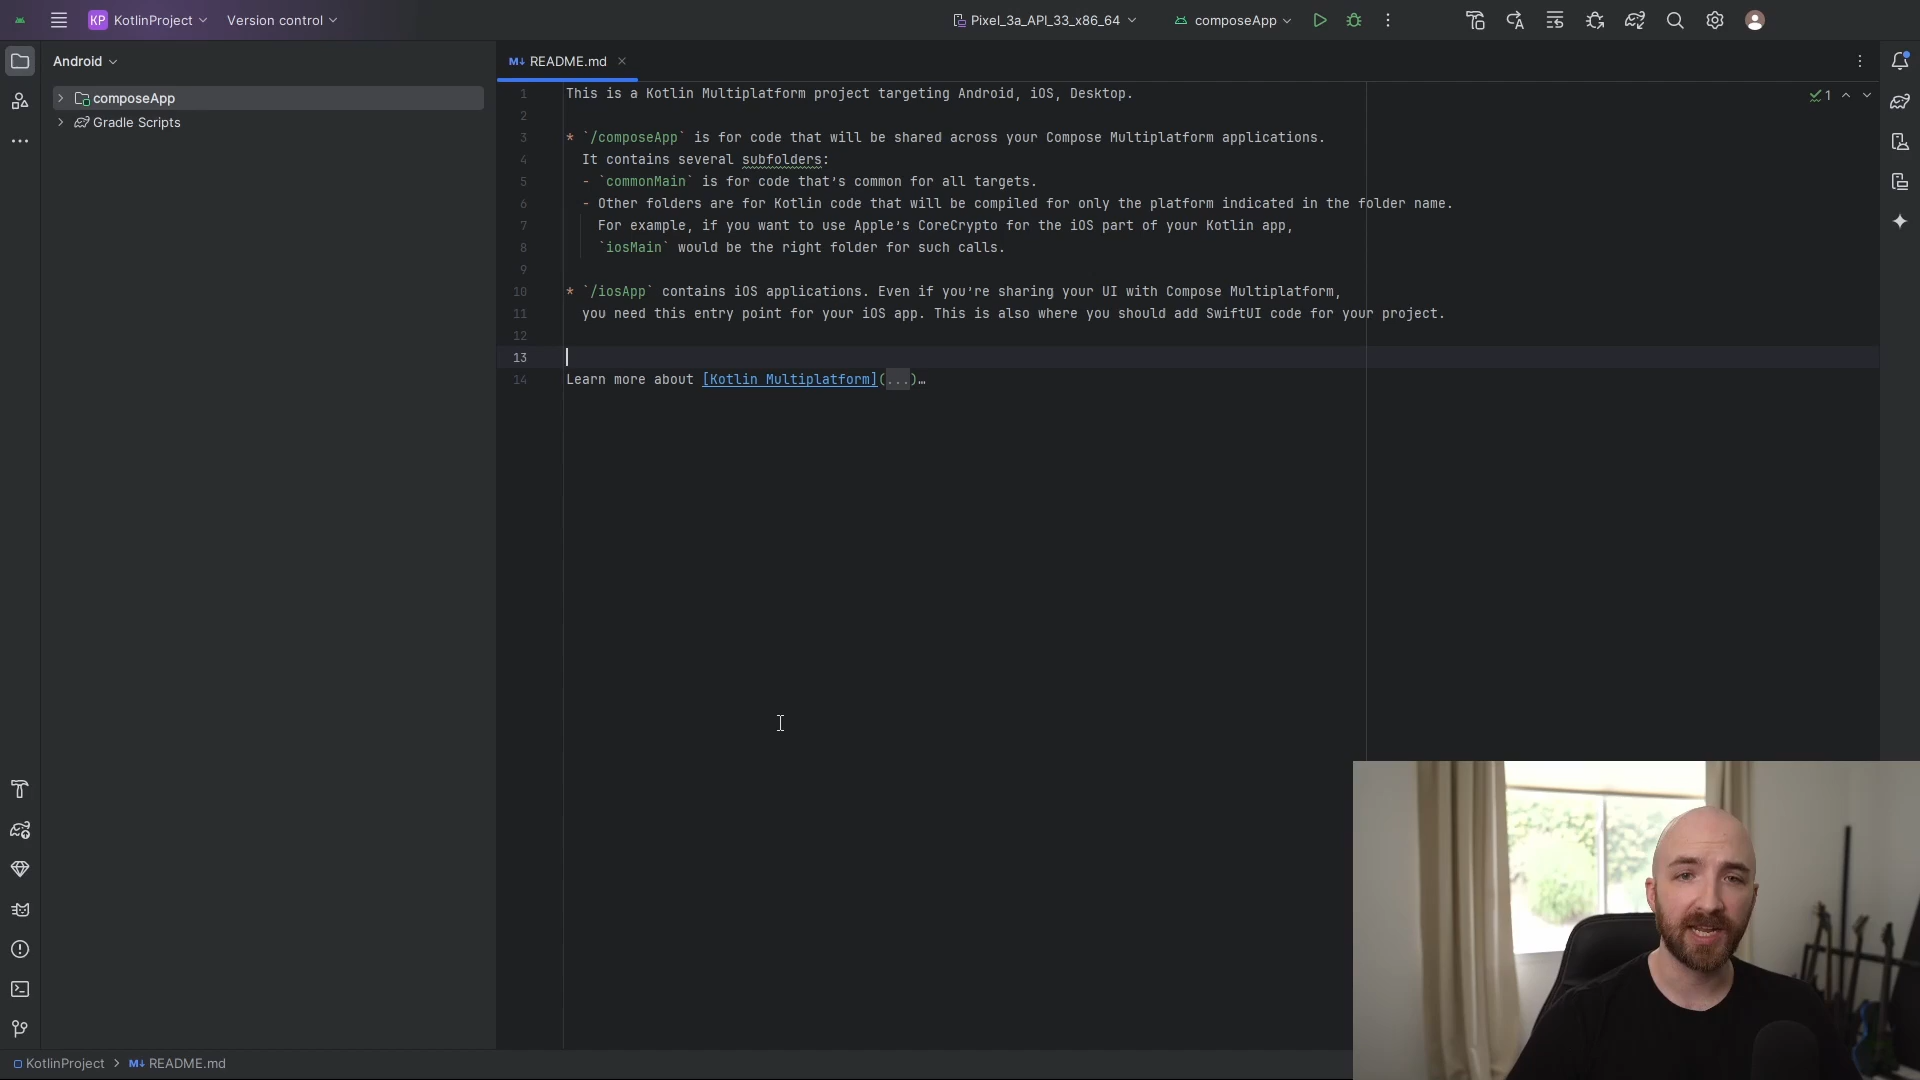 KP KotlinProject Version control Pixel_3a_API_33_x86_64 composeApp
Android
README.md
composeApp
Gradle Scripts
1
1 This is a Kotlin Multiplatform project targeting Android, iOS, Desktop.
2
3 * `/composeApp` is for code that will be shared across your Compose Multiplatform applications.
4 It contains several subfolders:
5 - `commonMain` is for code that's common for all targets.
6 - Other folders are for Kotlin code that will be compiled for only the platform indicated in the folder name.
7 For example, if you want to use Apple's CoreCrypto for the iOS part of your Kotlin app,
8 `iosMain` would be the right folder for such calls.
9
10 * `/iosApp` contains iOS applications. Even if you're sharing your UI with Compose Multiplatform,
11 you need this entry point for your iOS app. This is also where you should add SwiftUI code for your project.
12
13
14 Learn more about [Kotlin Multiplatform](...)…
KotlinProject > README.md